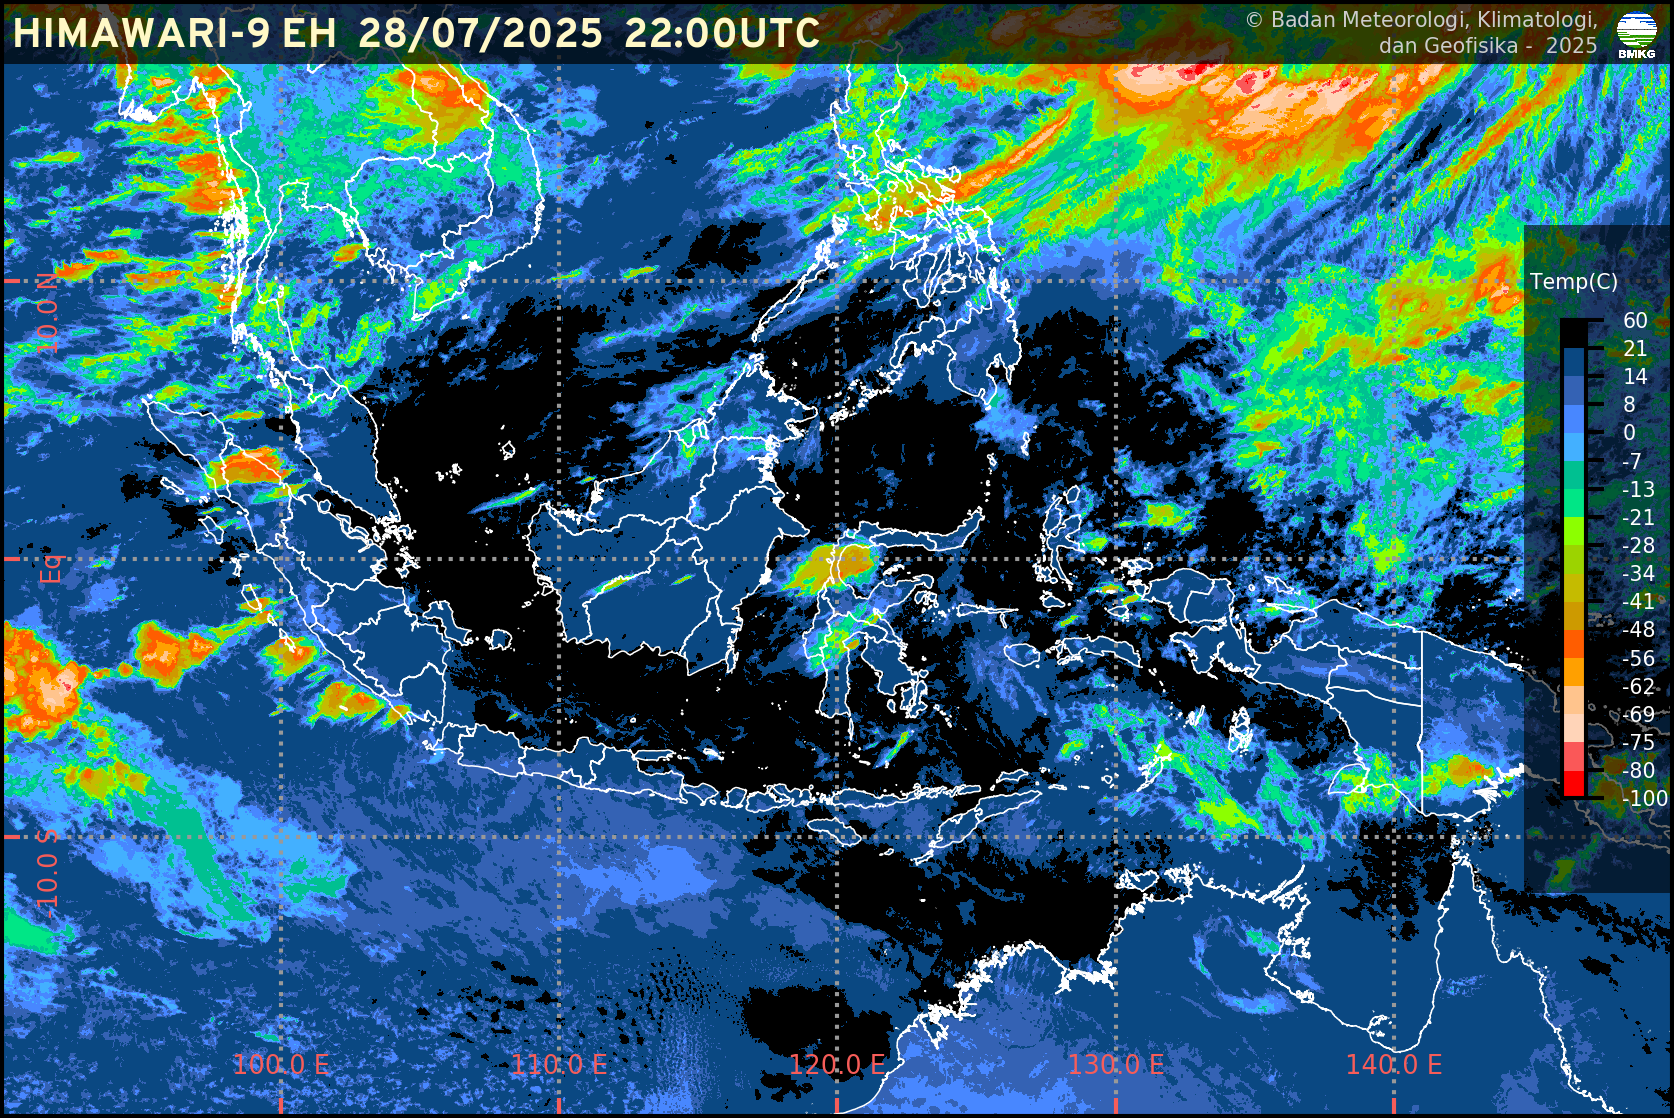 HIMAWARI-9 EH 28/07/2025 22:00UTC
© Badan Meteorologi, Klimatologi,
dan Geofisika - 2025
BMKG
Temp(C)
60
21
14
8
0
-7
-13
-21
-28
-34
-41
-48
-56
-62
-69
-75
-80
-100
10.0 N
Eq
-10.0 S
100.0 E
110.0 E
120.0 E
130.0 E
140.0 E